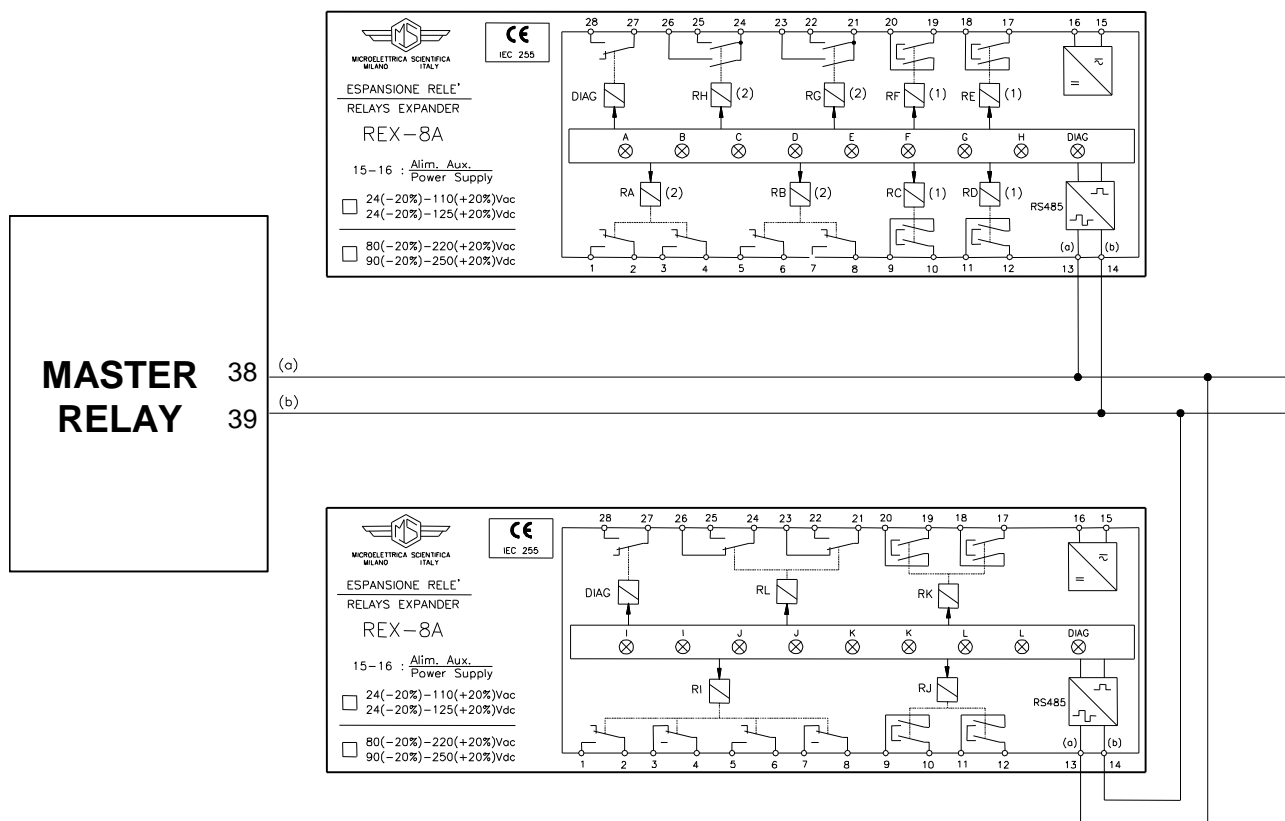 28 27 26 25 24 23 22 21 20 19 18 17 16 15
MS
CE
IEC 255
MICROELETTRICA SCIENTIFICA
MILANO ITALY
ESPANSIONE RELE'
RELAYS EXPANDER
REX-8A
15-16 : Alim. Aux.
Power Supply
24(-20%)-110(+20%)Vac
24(-20%)-125(+20%)Vdc
80(-20%)-220(+20%)Vac
90(-20%)-250(+20%)Vdc
DIAG RH (2) RG (2) RF (1) RE (1)
A B C D E F G H DIAG
RA (2) RB (2) RC (1) RD (1) RS485
(a) (b)
1 2 3 4 5 6 7 8 9 10 11 12 13 14
MASTER
RELAY
38 (a)
39 (b)
28 27 26 25 24 23 22 21 20 19 18 17 16 15
MS
CE
IEC 255
MICROELETTRICA SCIENTIFICA
MILANO ITALY
ESPANSIONE RELE'
RELAYS EXPANDER
REX-8A
15-16 : Alim. Aux.
Power Supply
24(-20%)-110(+20%)Vac
24(-20%)-125(+20%)Vdc
80(-20%)-220(+20%)Vac
90(-20%)-250(+20%)Vdc
DIAG RL RK
I I J J K K L L DIAG
RI RJ RS485
(a) (b)
1 2 3 4 5 6 7 8 9 10 11 12 13 14